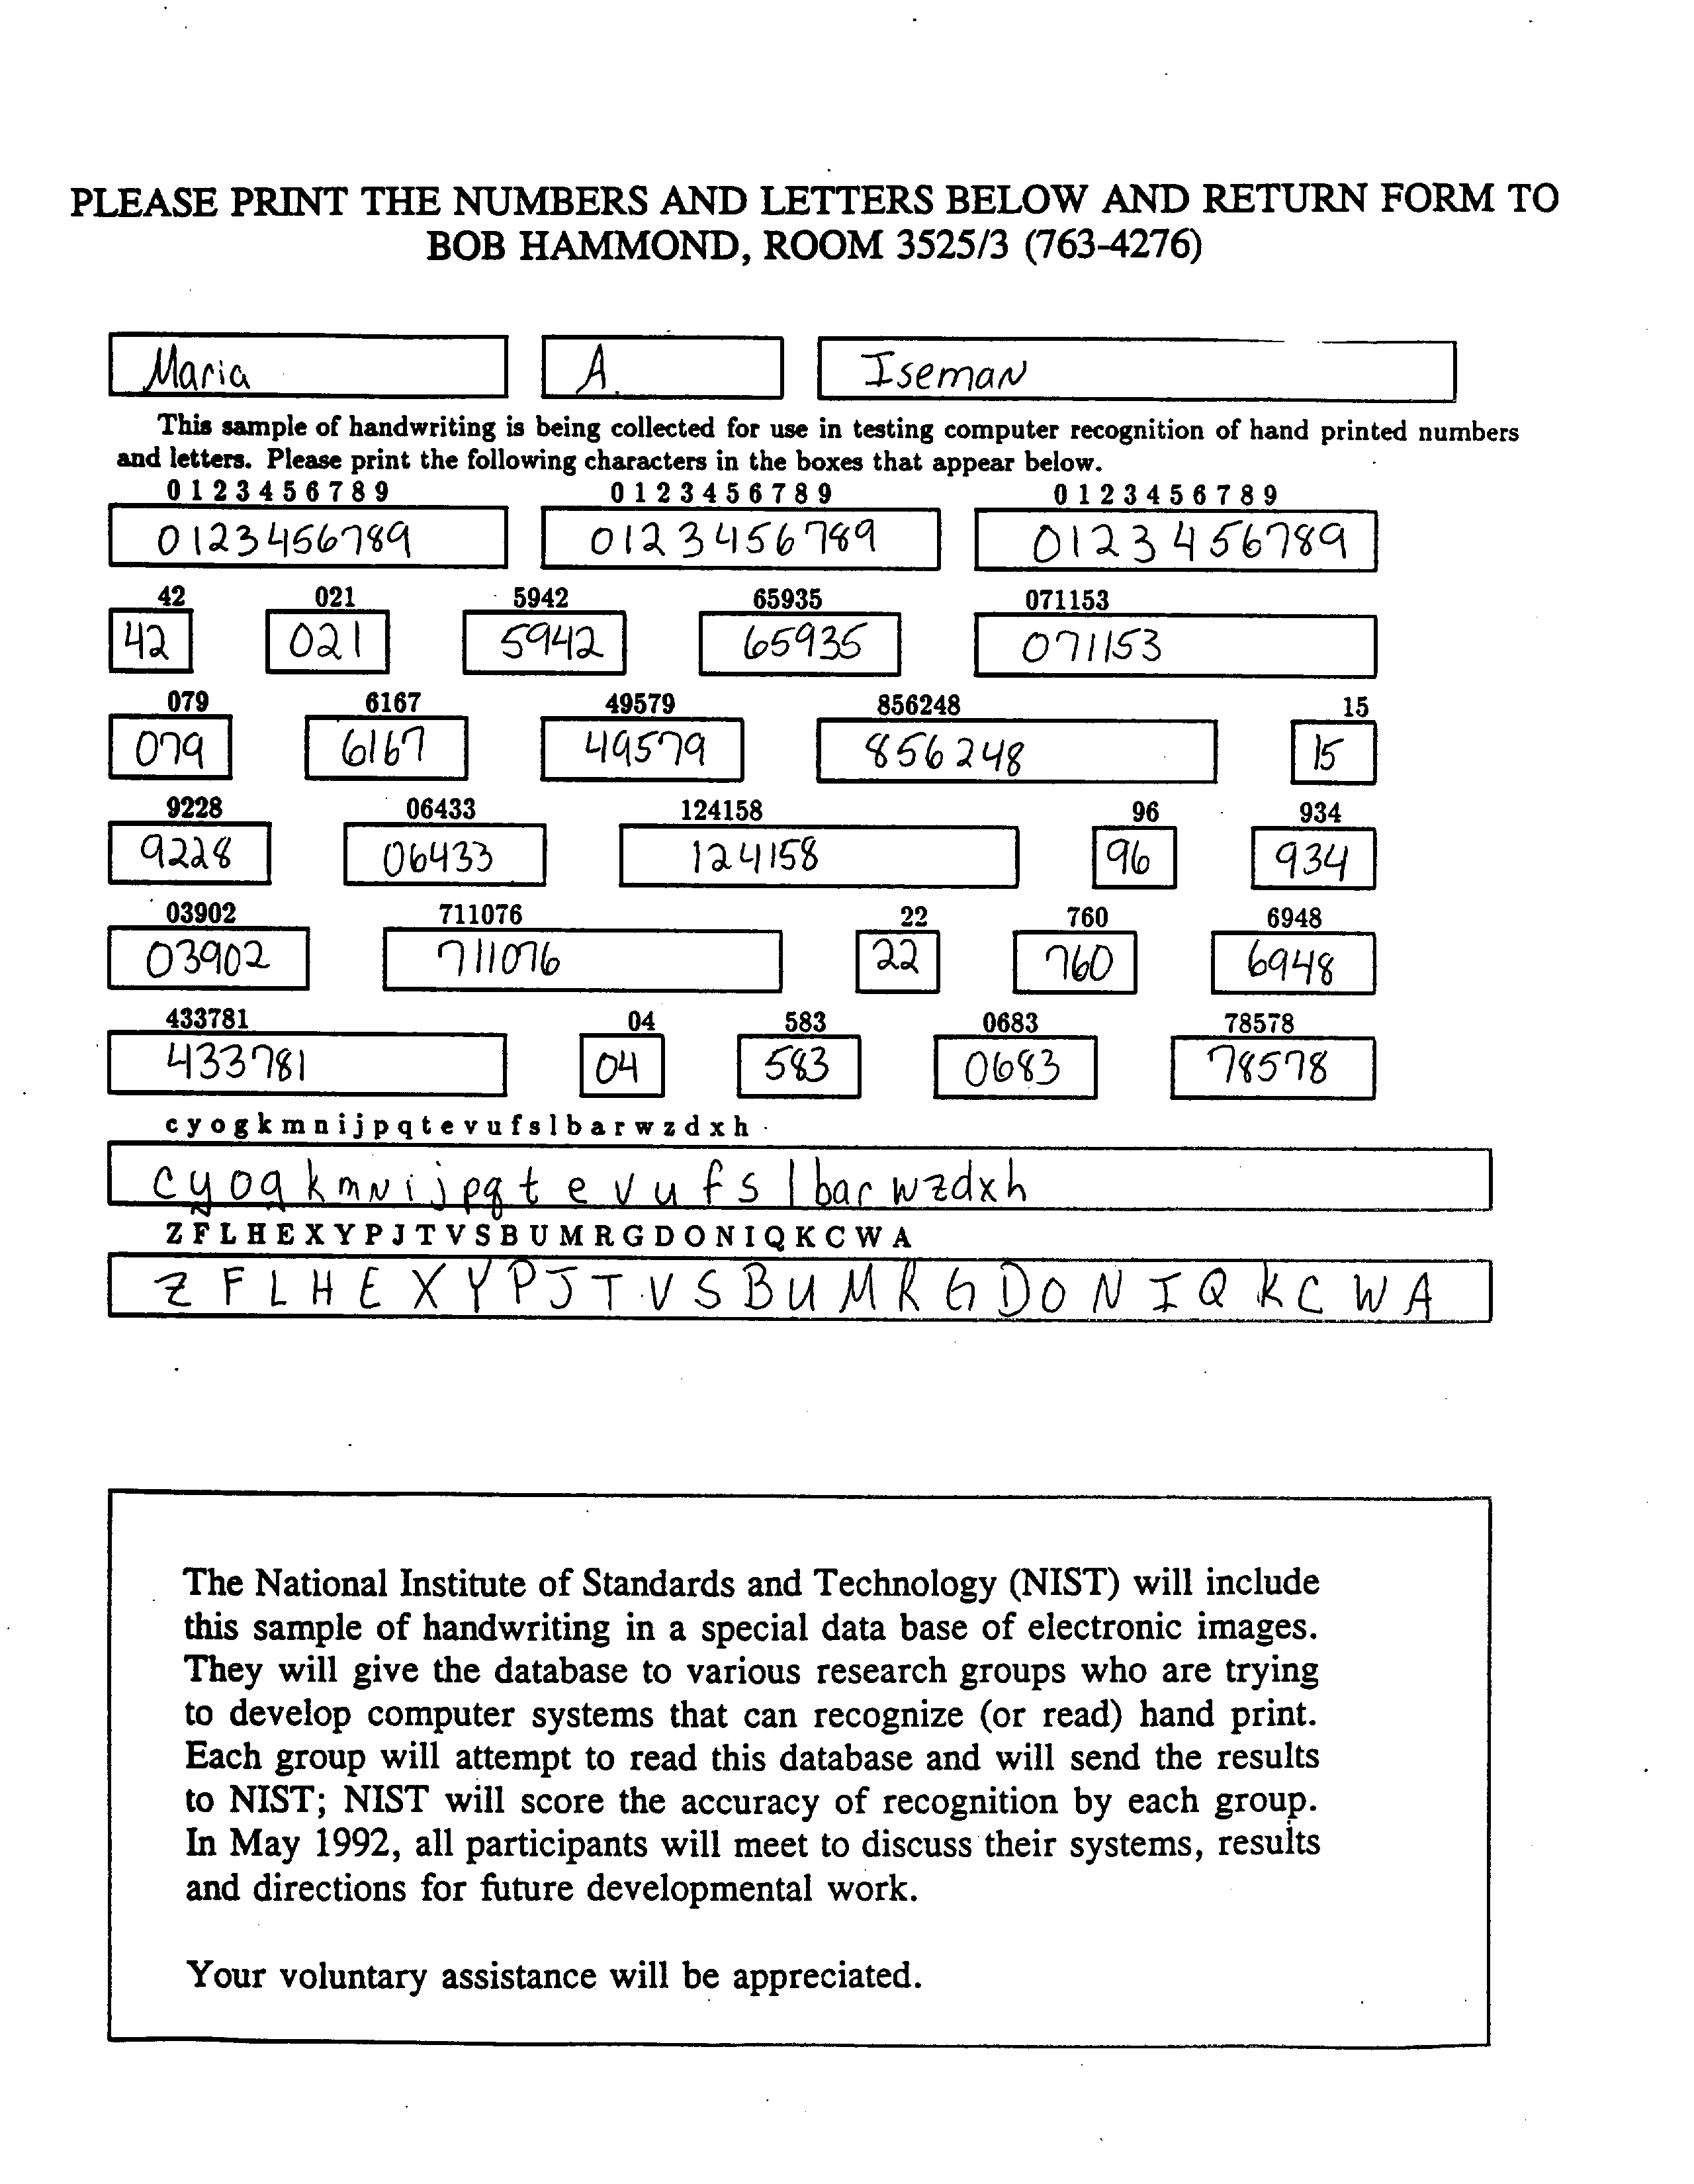 PLEASE PRINT THE NUMBERS AND LETTERS BELOW AND RETURN FORM TO
BOB HAMMOND, ROOM 3525/3 (763-4276)
Maria A. Iseman
This sample of handwriting is being collected for use in testing computer recognition of hand printed numbers
and letters. Please print the following characters in the boxes that appear below.
0 1 2 3 4 5 6 7 8 9 0 1 2 3 4 5 6 7 8 9 0 1 2 3 4 5 6 7 8 9
0123456789 0123456789 0123456789
42 021 5942 65935 071153
42 021 5942 65935 071153
079 6167 49579 856248 15
079 6167 49579 856248 15
9228 06433 124158 96 934
9228 06433 124158 96 934
03902 711076 22 760 6948
03902 711076 22 760 6948
433781 04 583 0683 78578
433781 04 583 0683 78578
c y o g k m n i j p q t e v u f s l b a r w z d x h
c y o g k m n i j p q t e v u f s l b a r w z d x h
Z F L H E X Y P J T V S B U M R G D O N I Q K C W A
Z F L H E X Y P J T V S B U M R G D O N I Q K C W A
The National Institute of Standards and Technology (NIST) will include
this sample of handwriting in a special data base of electronic images.
They will give the database to various research groups who are trying
to develop computer systems that can recognize (or read) hand print.
Each group will attempt to read this database and will send the results
to NIST; NIST will score the accuracy of recognition by each group.
In May 1992, all participants will meet to discuss their systems, results
and directions for future developmental work.
Your voluntary assistance will be appreciated.